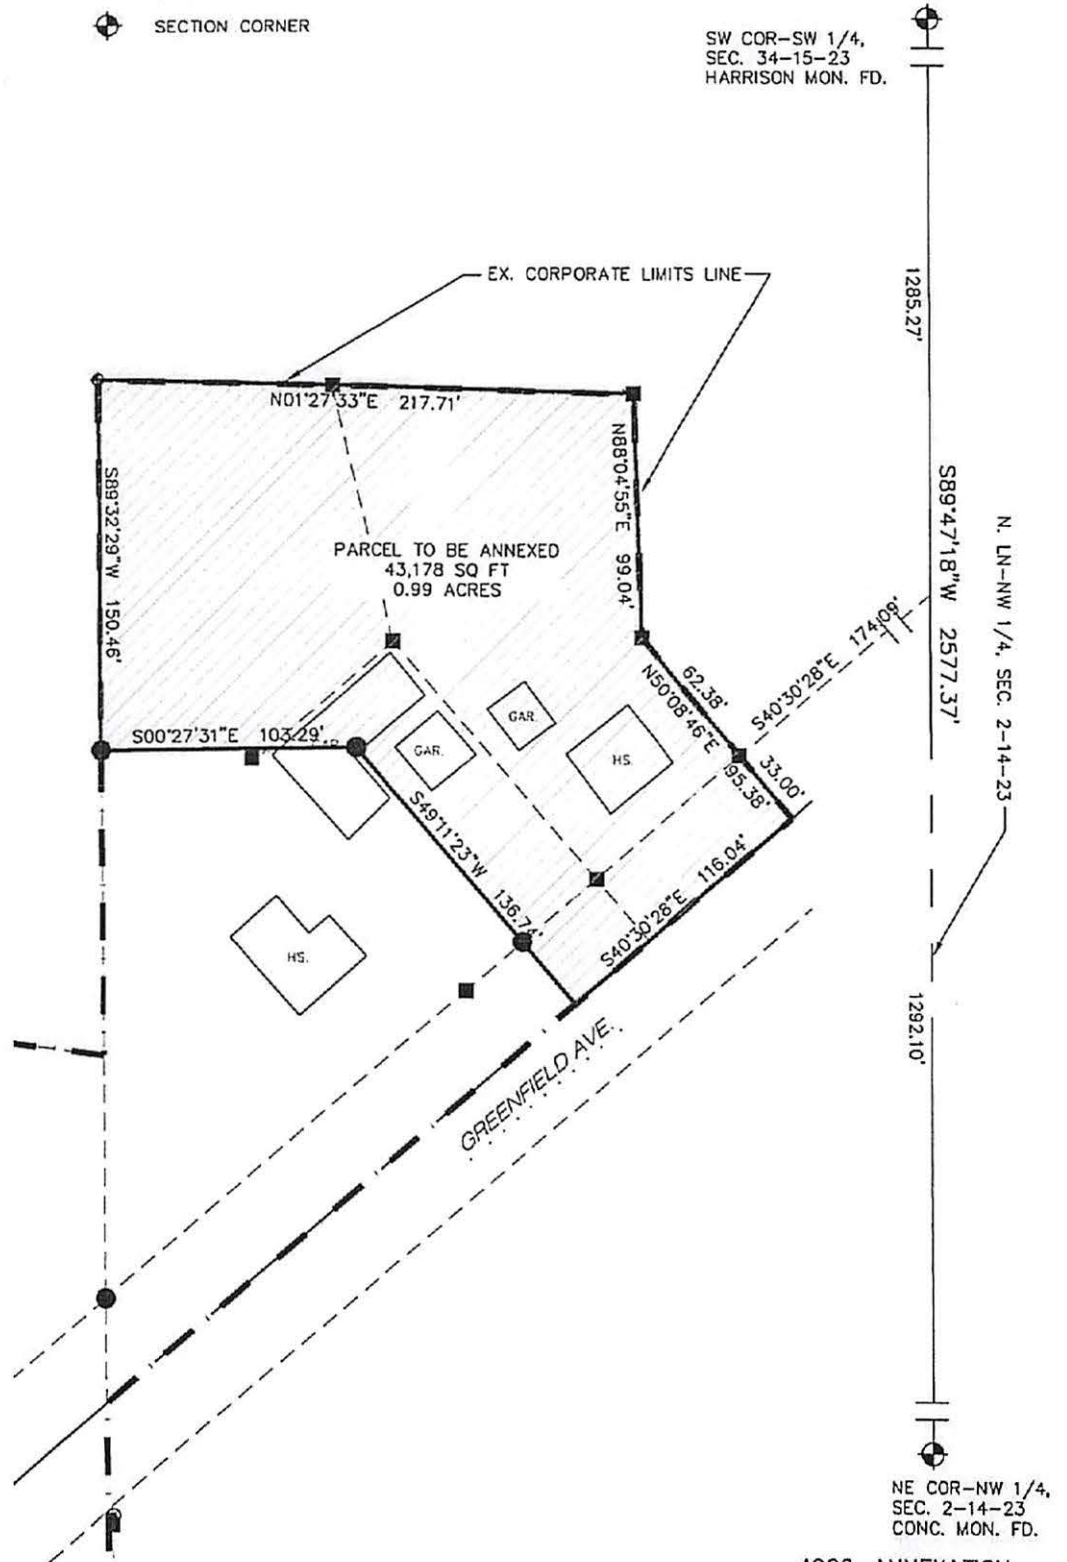 SECTION CORNER
SW COR-SW 1/4,
SEC. 34-15-23
HARRISON MON. FD.
1285.27'
EX. CORPORATE LIMITS LINE
N01°27'33"E 217.71'
N88°04'55"E 99.04'
S89°32'29"W 150.46'
PARCEL TO BE ANNEXED
43,178 SQ FT
0.99 ACRES
S89°47'18"W 2577.37'
N. LN-NW 1/4, SEC. 2-14-23
S40°30'28"E 174.09'
62.38'
N50°08'46"E 95.38'
33.00'
S00°27'31"E 103.29'
GAR.
GAR.
HS.
S49°11'23"W 136.74'
S40°30'28"E 116.04'
HS.
GREENFIELD AVE.
1292.10'
NE COR-NW 1/4,
SEC. 2-14-23
CONC. MON. FD.